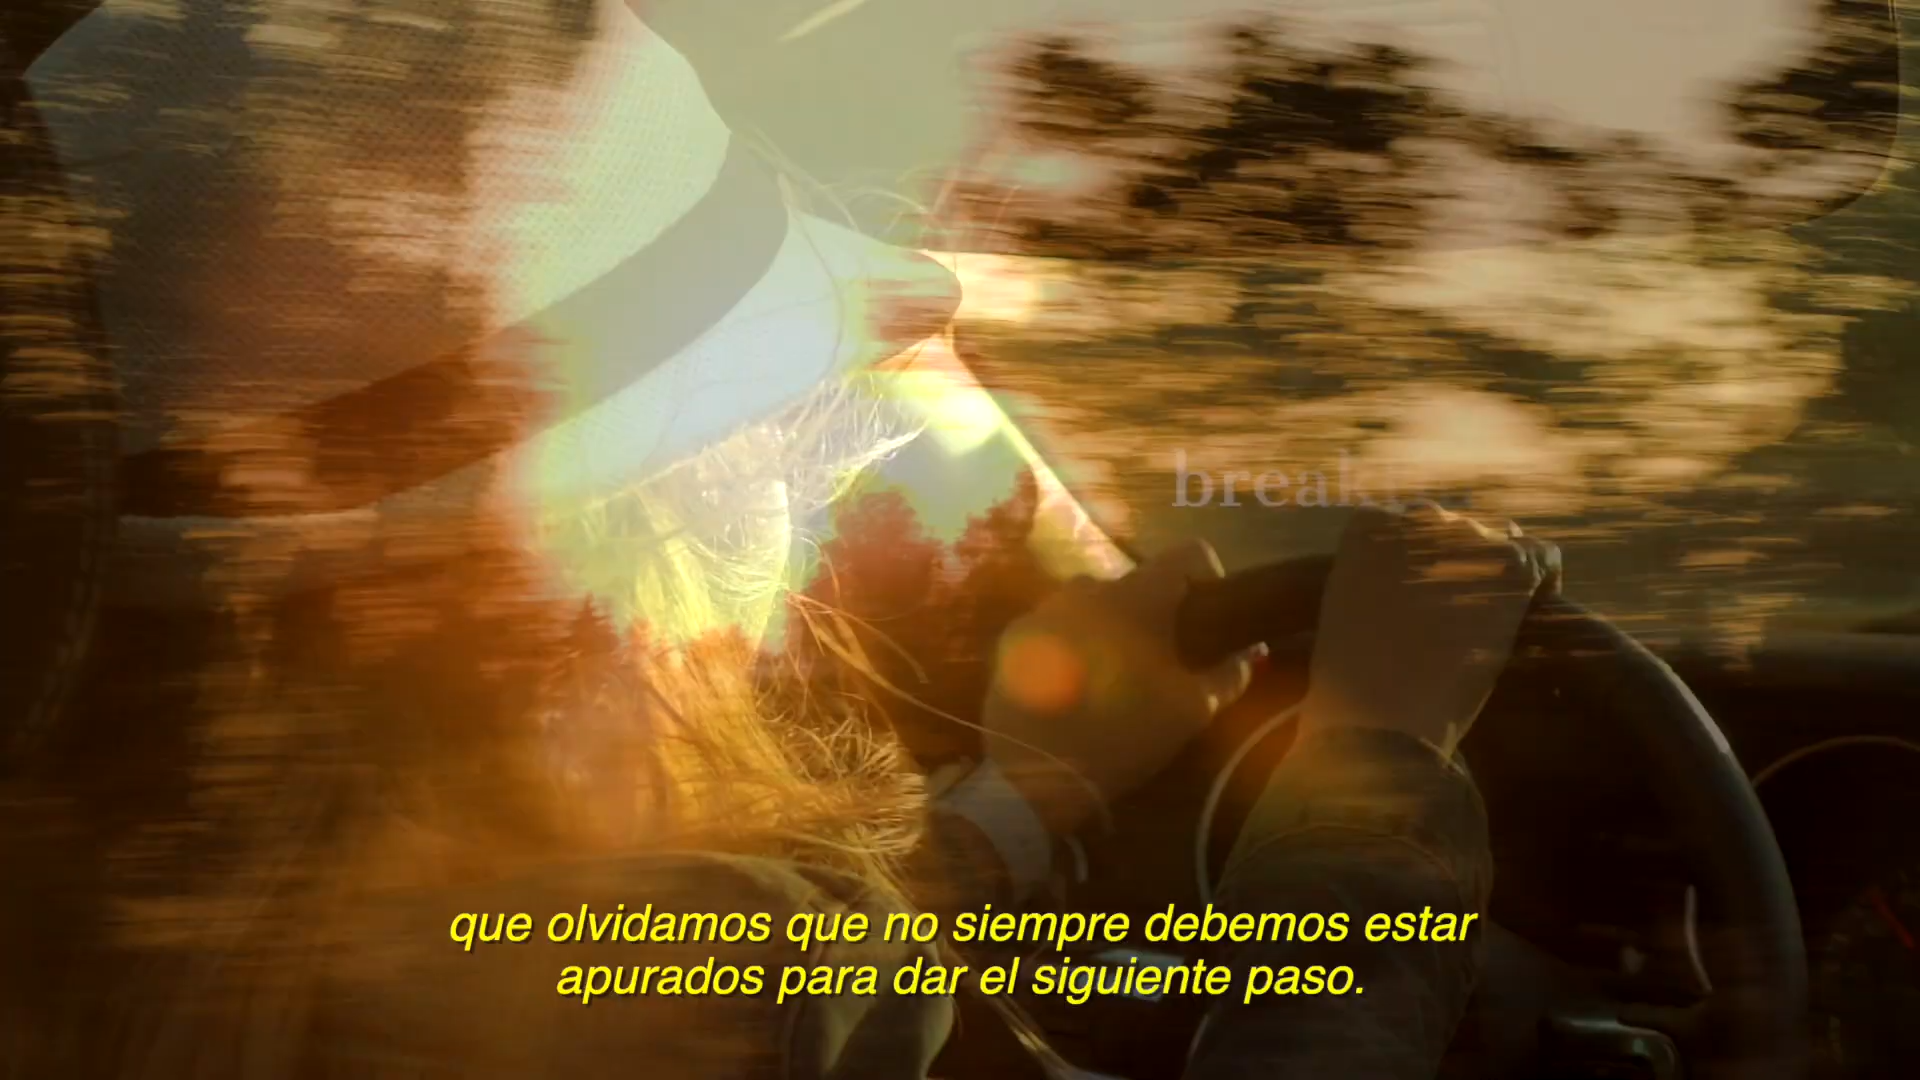 que olvidamos que no siempre debemos estar
apurados para dar el siguiente paso.